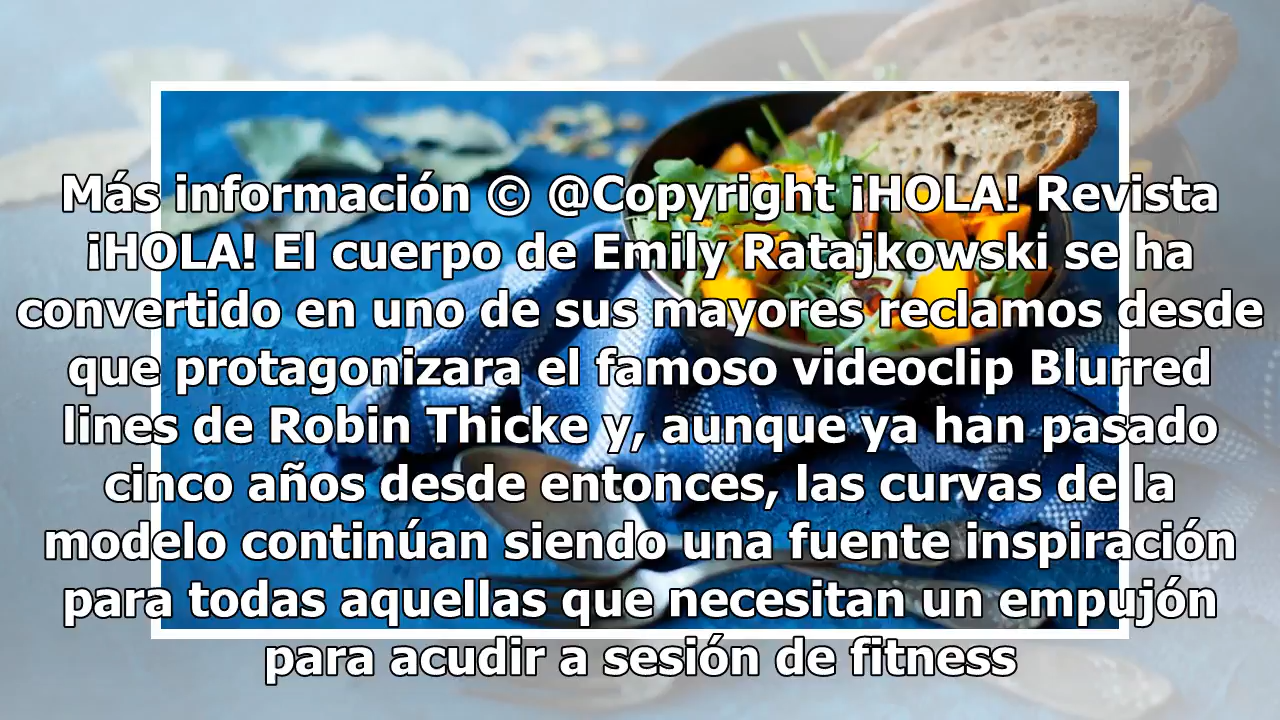 Más información © @Copyright ¡HOLA! Revista
¡HOLA! El cuerpo de Emily Ratajkowski se ha
convertido en uno de sus mayores reclamos desde
que protagonizara el famoso videoclip Blurred
lines de Robin Thicke y, aunque ya han pasado
cinco años desde entonces, las curvas de la
modelo continúan siendo una fuente inspiración
para todas aquellas que necesitan un empujón
para acudir a sesión de fitness